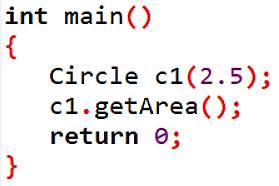 int main()
{
Circle c1(2.5);
c1.getArea();
return 0;
}